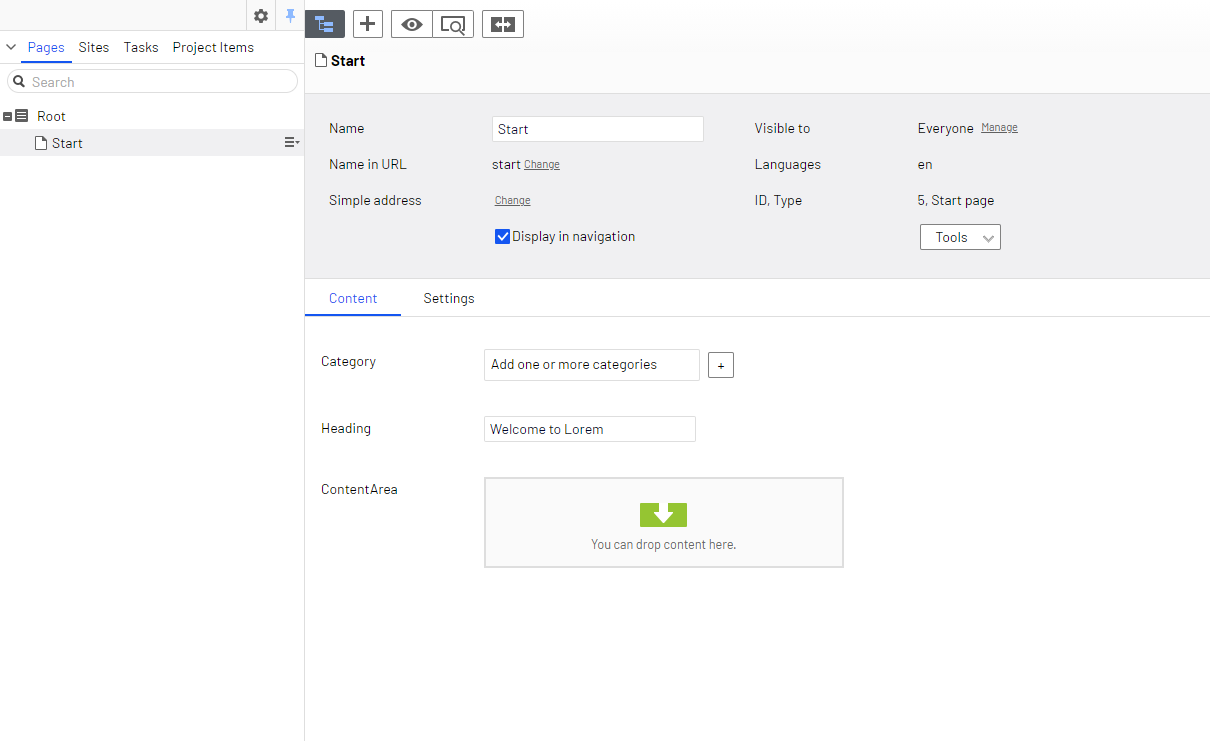 Pages Sites Tasks Project Items
Search
Root
Start
Start
Name Start Visible to Everyone Manage
Name in URL start Change Languages en
Simple address Change ID, Type 5, Start page
Display in navigation Tools
Content Settings
Category Add one or more categories +
Heading Welcome to Lorem
ContentArea
You can drop content here.